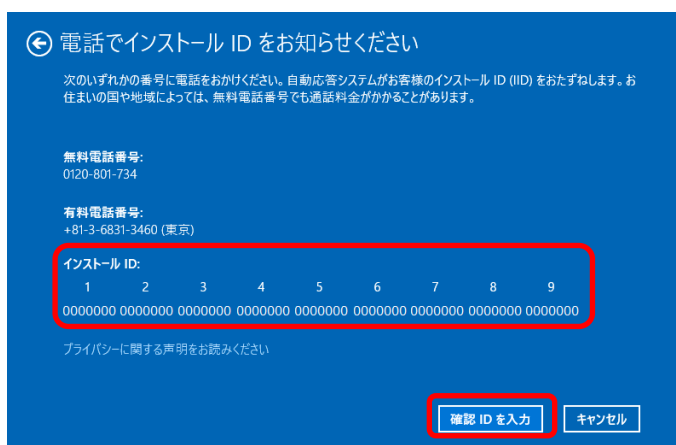 電話でインストール ID をお知らせください
次のいずれかの番号に電話をおかけください。自動応答システムがお客様のインストール ID (IID) をおたずねします。お
住まいの国や地域によっては、無料電話番号でも通話料金がかかることがあります。
無料電話番号:
0120-801-734
有料電話番号:
+81-3-6831-3460 (東京)
インストール ID:
1 2 3 4 5 6 7 8 9
0000000 0000000 0000000 0000000 0000000 0000000 0000000 0000000 0000000
プライバシーに関する声明をお読みください
確認 ID を入力 キャンセル